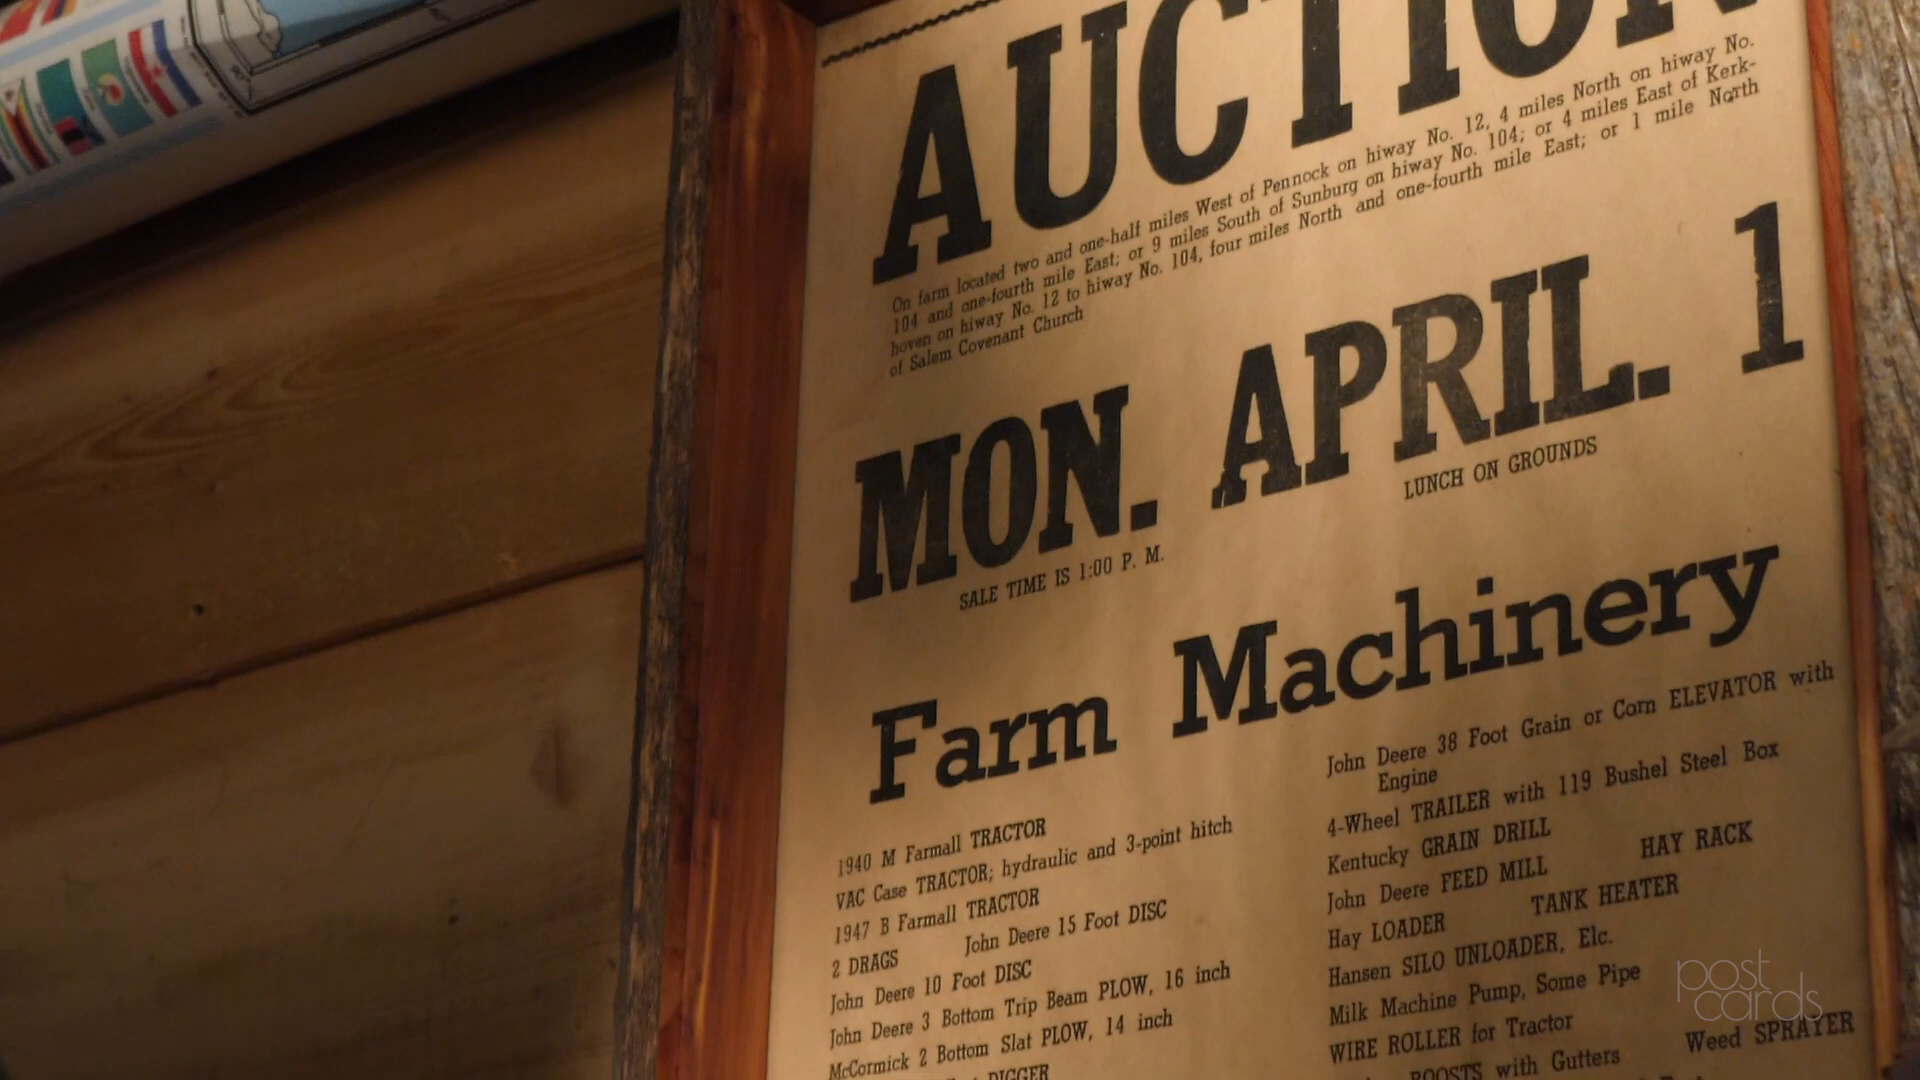 AUCTION
On farm located two and one-half miles West of Pennock on hiway No. 12, 4 miles North on hiway No.
104 and one-fourth mile East; or 9 miles South of Sunburg on hiway No. 104; or 4 miles East of Kerk-
hoven on hiway No. 12 to hiway No. 104, four miles North and one-fourth mile East; or 1 mile North
of Salem Covenant Church
MON. APRIL. 1
SALE TIME IS 1:00 P. M.
LUNCH ON GROUNDS
Farm Machinery
1940 M Farmall TRACTOR
VAC Case TRACTOR; hydraulic and 3-point hitch
1947 B Farmall TRACTOR
2 DRAGS John Deere 15 Foot DISC
John Deere 10 Foot DISC
John Deere 3 Bottom Trip Beam PLOW, 16 inch
McCormick 2 Bottom Slat PLOW, 14 inch
DIGGER
John Deere 38 Foot Grain or Corn ELEVATOR with
Engine
4-Wheel TRAILER with 119 Bushel Steel Box
Kentucky GRAIN DRILL
John Deere FEED MILL HAY RACK
Hay LOADER TANK HEATER
Hansen SILO UNLOADER, Elc.
Milk Machine Pump, Some Pipe
WIRE ROLLER for Tractor
ROOSTS with Gutters Weed SPRAYER
post
cards